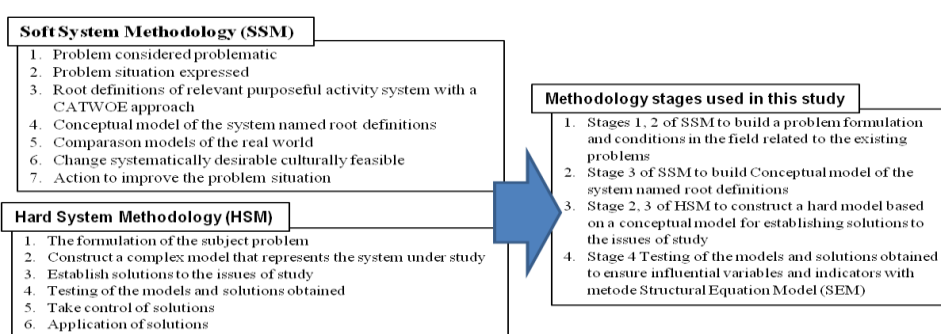 Soft System Methodology (SSM)
1. Problem considered problematic
2. Problem situation expressed
3. Root definitions of relevant purposeful activity system with a
CATWOE approach
4. Conceptual model of the system named root definitions
5. Comparason models of the real world
6. Change systematically desirable culturally feasible
7. Action to improve the problem situation
Hard System Methodology (HSM)
1. The formulation of the subject problem
2. Construct a complex model that represents the system under study
3. Establish solutions to the issues of study
4. Testing of the models and solutions obtained
5. Take control of solutions
6. Application of solutions
Methodology stages used in this study
1. Stages 1, 2 of SSM to build a problem formulation
and conditions in the field related to the existing
problems
2. Stage 3 of SSM to build Conceptual model of the
system named root definitions
3. Stage 2, 3 of HSM to construct a hard model based
on a conceptual model for establishing solutions to
the issues of study
4. Stage 4 Testing of the models and solutions obtained
to ensure influential variables and indicators with
metode Structural Equation Model (SEM)